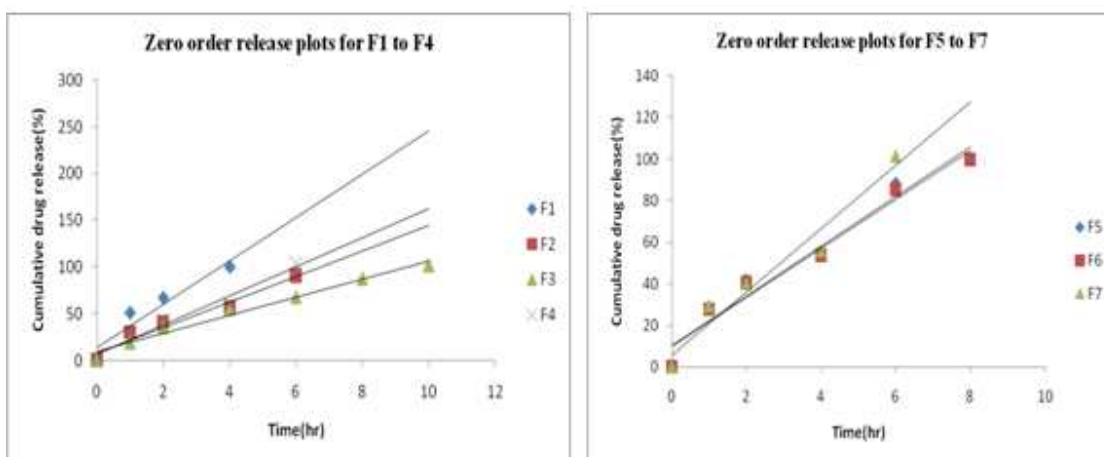 Zero order release plots for F1 to F4
Cumulative drug release(%)
300
250
200
150
100
50
0
0 2 4 6 8 10 12
Time(hr)
F1
F2
F3
F4
Zero order release plots for F5 to F7
Cumulative drug release(%)
140
120
100
80
60
40
20
0
0 2 4 6 8 10
Time(hr)
F5
F6
F7